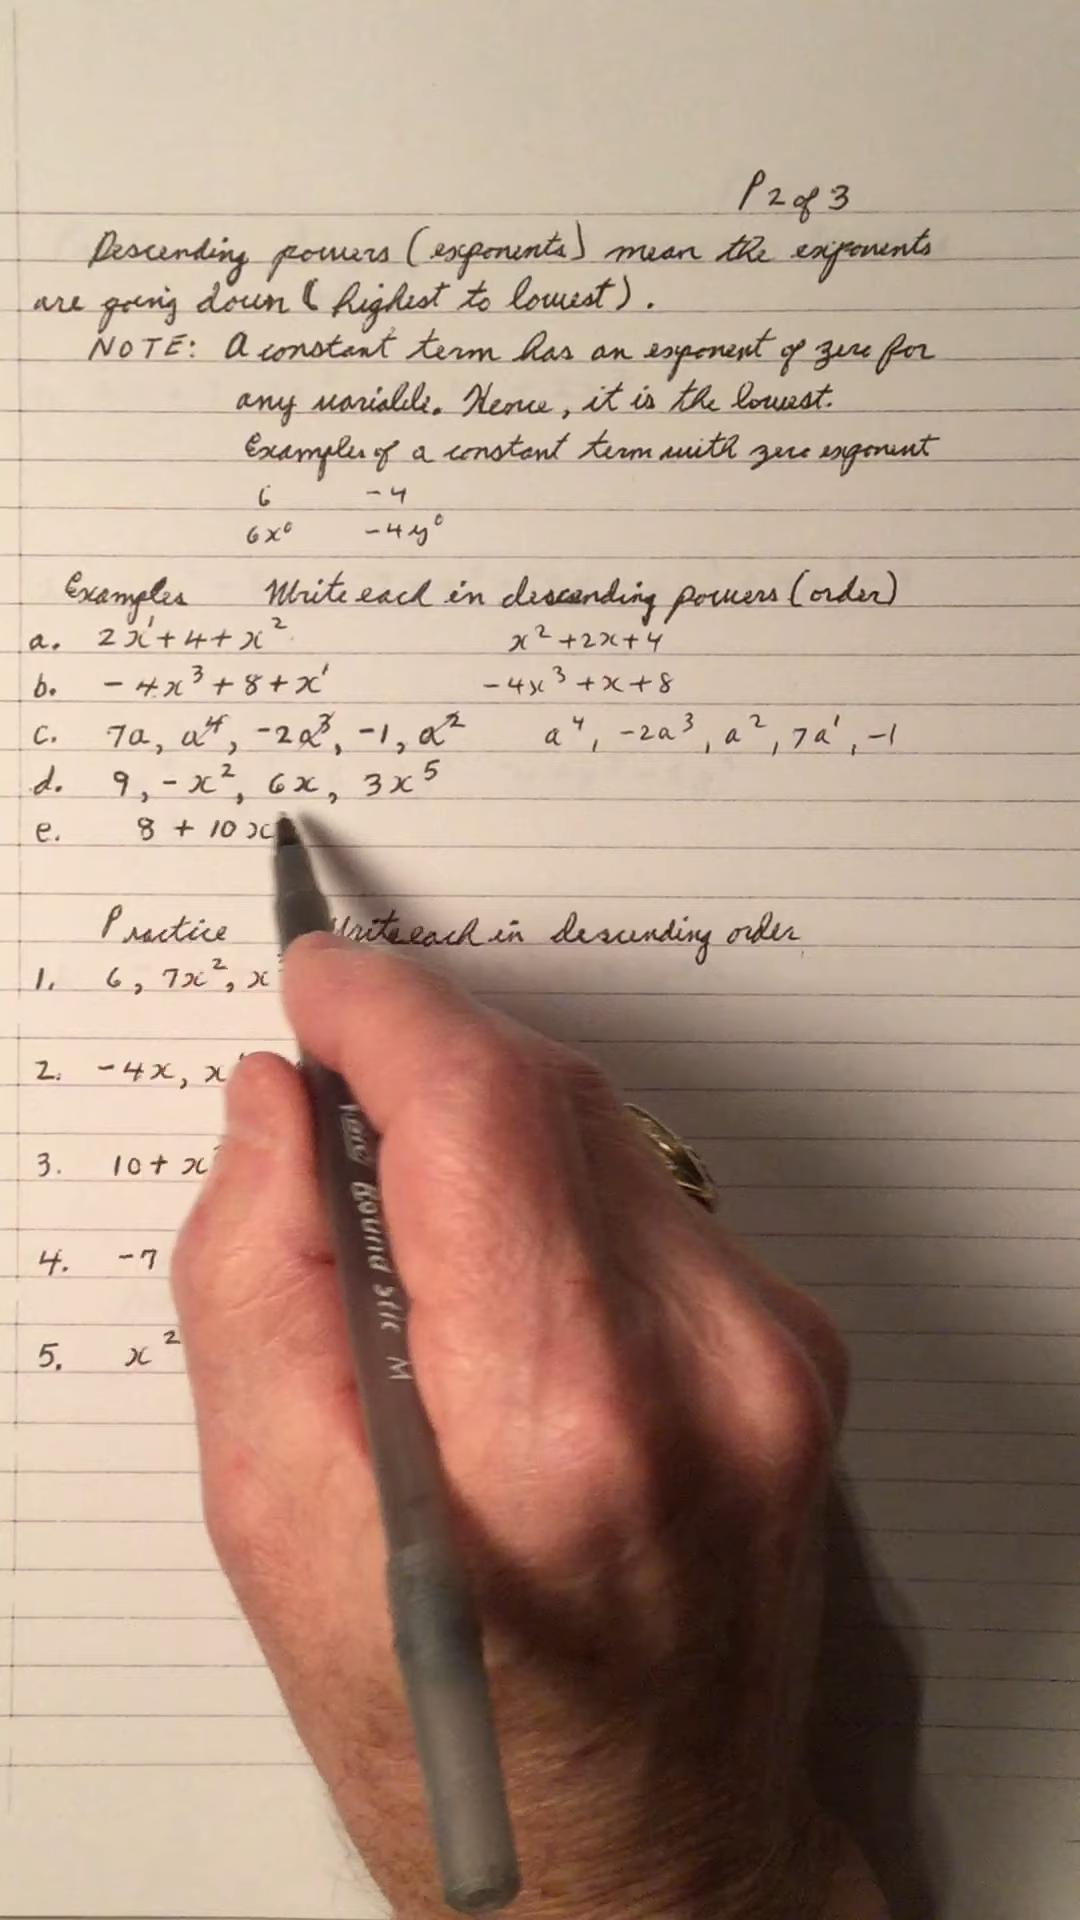 P 2 of 3
Descending powers (exponents) mean the exponents
are going down (highest to lowest).
NOTE: A constant term has an exponent of zero for
any variable. Hence, it is the lowest.
Examples of a constant term with zero exponent
6 -4
6x⁰ -4y⁰
Examples Write each in descending powers (order)
a. 2x¹+4+x² x²+2x+4
b. -4x³+8+x¹ -4x³+x+8
c. 7a, a⁴, -2a³, -1, a² a⁴, -2a³, a², 7a¹, -1
d. 9, -x², 6x, 3x⁵
e. 8 + 10x
Practice Write each in descending order
1. 6, 7x², x
2. -4x, x
3. 10+x
4. -7
5. x²
Round Stic M